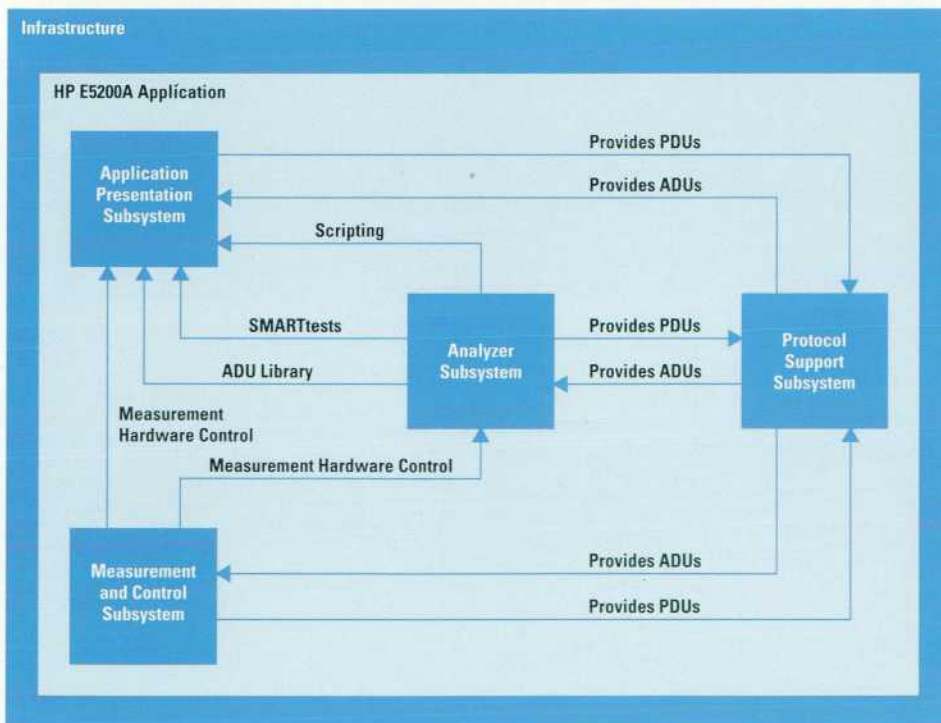 Infrastructure
HP E5200A Application
Application
Presentation
Subsystem
Provides PDUs
Provides ADUs
Scripting
SMARTtests
ADU Library
Analyzer
Subsystem
Provides PDUs
Provides ADUs
Protocol
Support
Subsystem
Measurement
Hardware Control
Measurement Hardware Control
Measurement
and Control
Subsystem
Provides ADUs
Provides PDUs